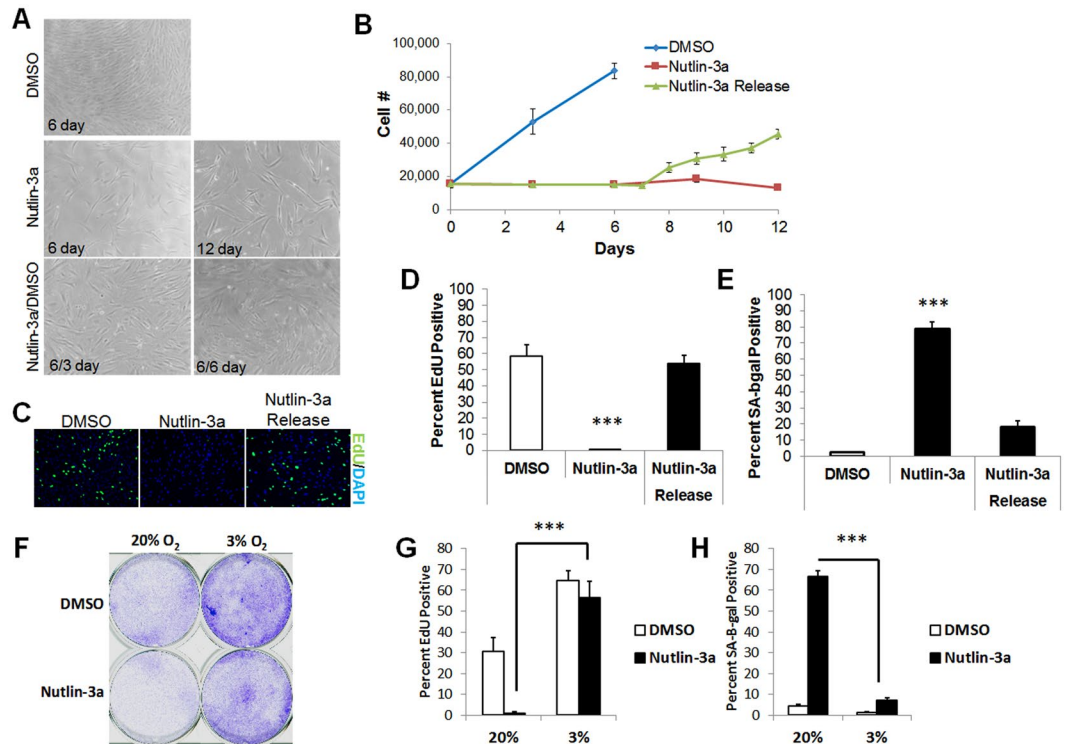 A
DMSO
6 day
Nutlin-3a
6 day
12 day
Nutlin-3a/DMSO
6/3 day
6/6 day
B
Cell #
100,000
80,000
60,000
40,000
20,000
0
0 2 4 6 8 10 12
Days
DMSO
Nutlin-3a
Nutlin-3a Release
C
DMSO
Nutlin-3a
Nutlin-3a
Release
EdU/DAPI
D
Percent EdU Positive
100
90
80
70
60
50
40
30
20
10
0
***
DMSO
Nutlin-3a
Nutlin-3a
Release
E
Percent SA-bgal Positive
100
90
80
70
60
50
40
30
20
10
0
***
DMSO
Nutlin-3a
Nutlin-3a
Release
F
20% O2
3% O2
DMSO
Nutlin-3a
G
Percent EdU Positive
80
70
60
50
40
30
20
10
0
***
20%
3%
DMSO
Nutlin-3a
H
Percent SA-B-gal Positive
80
70
60
50
40
30
20
10
0
***
20%
3%
DMSO
Nutlin-3a